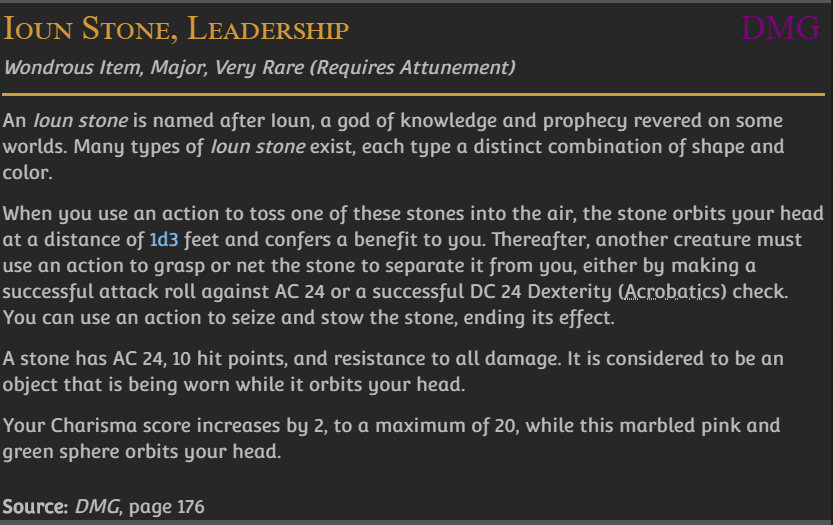 Ioun Stone, Leadership DMG
Wondrous Item, Major, Very Rare (Requires Attunement)
An Ioun stone is named after Ioun, a god of knowledge and prophecy revered on some
worlds. Many types of Ioun stone exist, each type a distinct combination of shape and
color.
When you use an action to toss one of these stones into the air, the stone orbits your head
at a distance of 1d3 feet and confers a benefit to you. Thereafter, another creature must
use an action to grasp or net the stone to separate it from you, either by making a
successful attack roll against AC 24 or a successful DC 24 Dexterity (Acrobatics) check.
You can use an action to seize and stow the stone, ending its effect.
A stone has AC 24, 10 hit points, and resistance to all damage. It is considered to be an
object that is being worn while it orbits your head.
Your Charisma score increases by 2, to a maximum of 20, while this marbled pink and
green sphere orbits your head.
Source: DMG, page 176